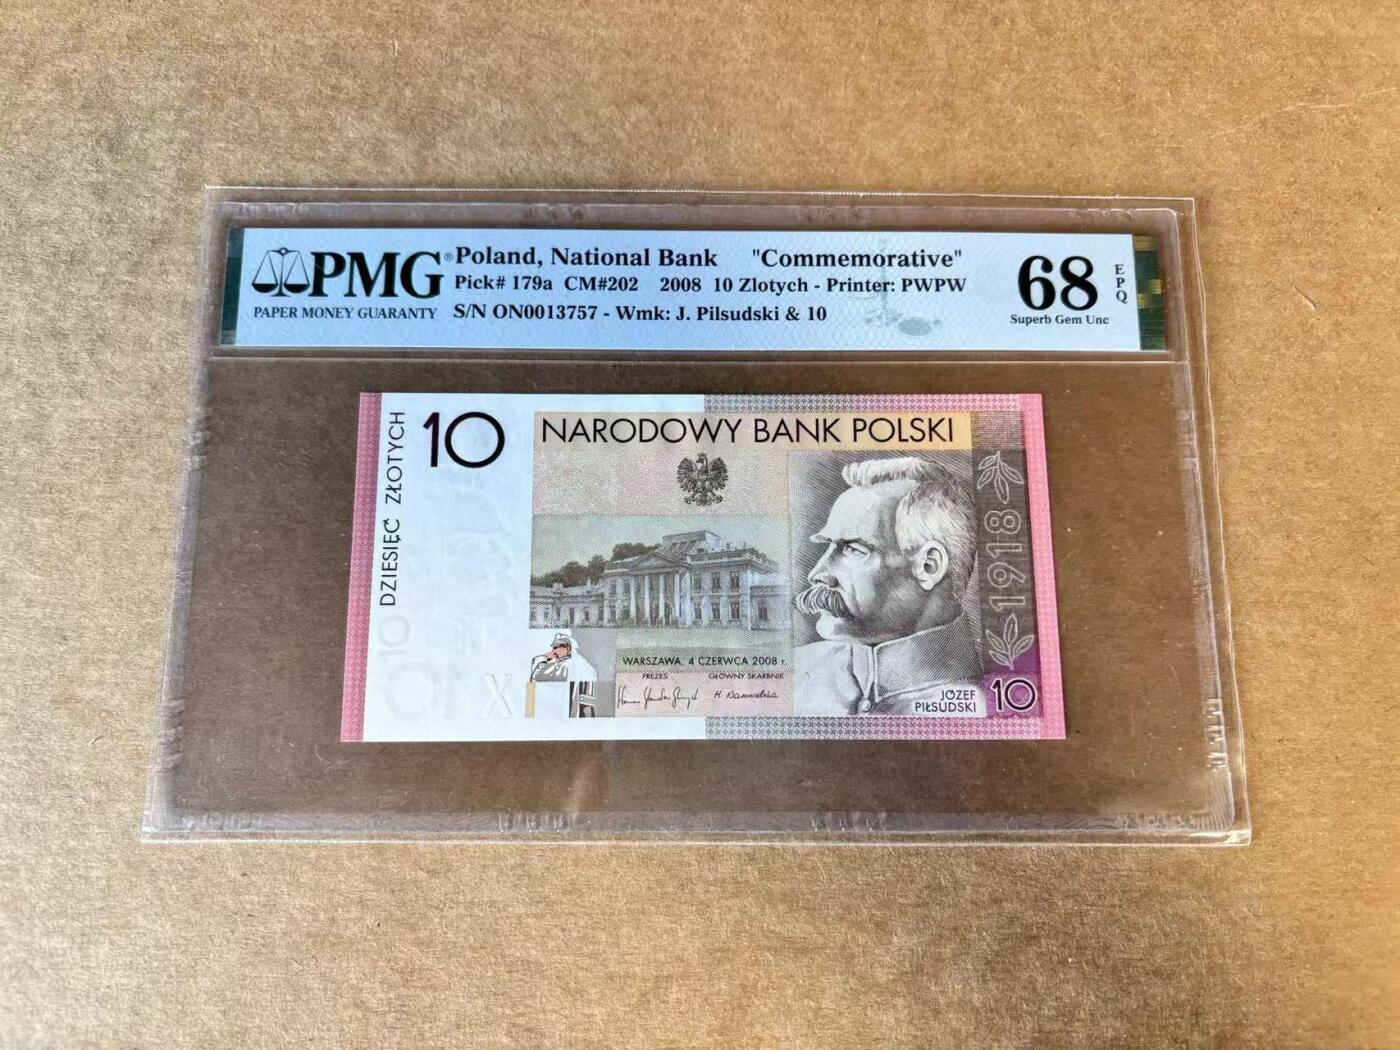 PMG®
PAPER MONEY GUARANTY
Poland, National Bank "Commemorative"
Pick# 179a CM#202 2008 10 Zlotych - Printer: PWPW
S/N ON0013757 - Wmk: J. Pilsudski & 10
68
EPQ
Superb Gem Unc
DZIESIĘĆ ZŁOTYCH
10
NARODOWY BANK POLSKI
1918
10
X
WARSZAWA, 4 CZERWCA 2008 r.
PREZES GŁÓWNY SKARBNIK
JÓZEF
PIŁSUDSKI
10